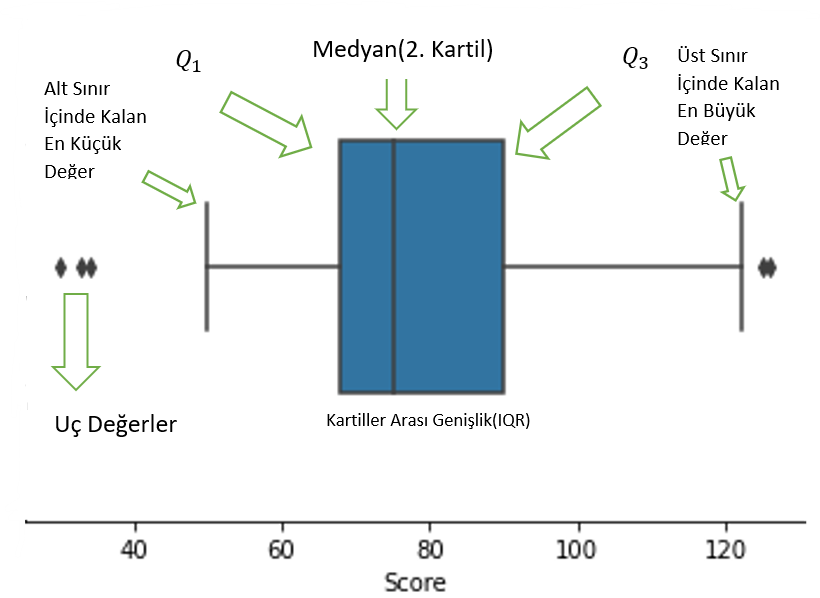 Medyan(2. Kartil)
Q₁
Q₃
Üst Sınır
İçinde Kalan
En Büyük
Değer
Alt Sınır
İçinde Kalan
En Küçük
Değer
Uç Değerler
Kartiller Arası Genişlik(IQR)
40 60 80 100 120
Score